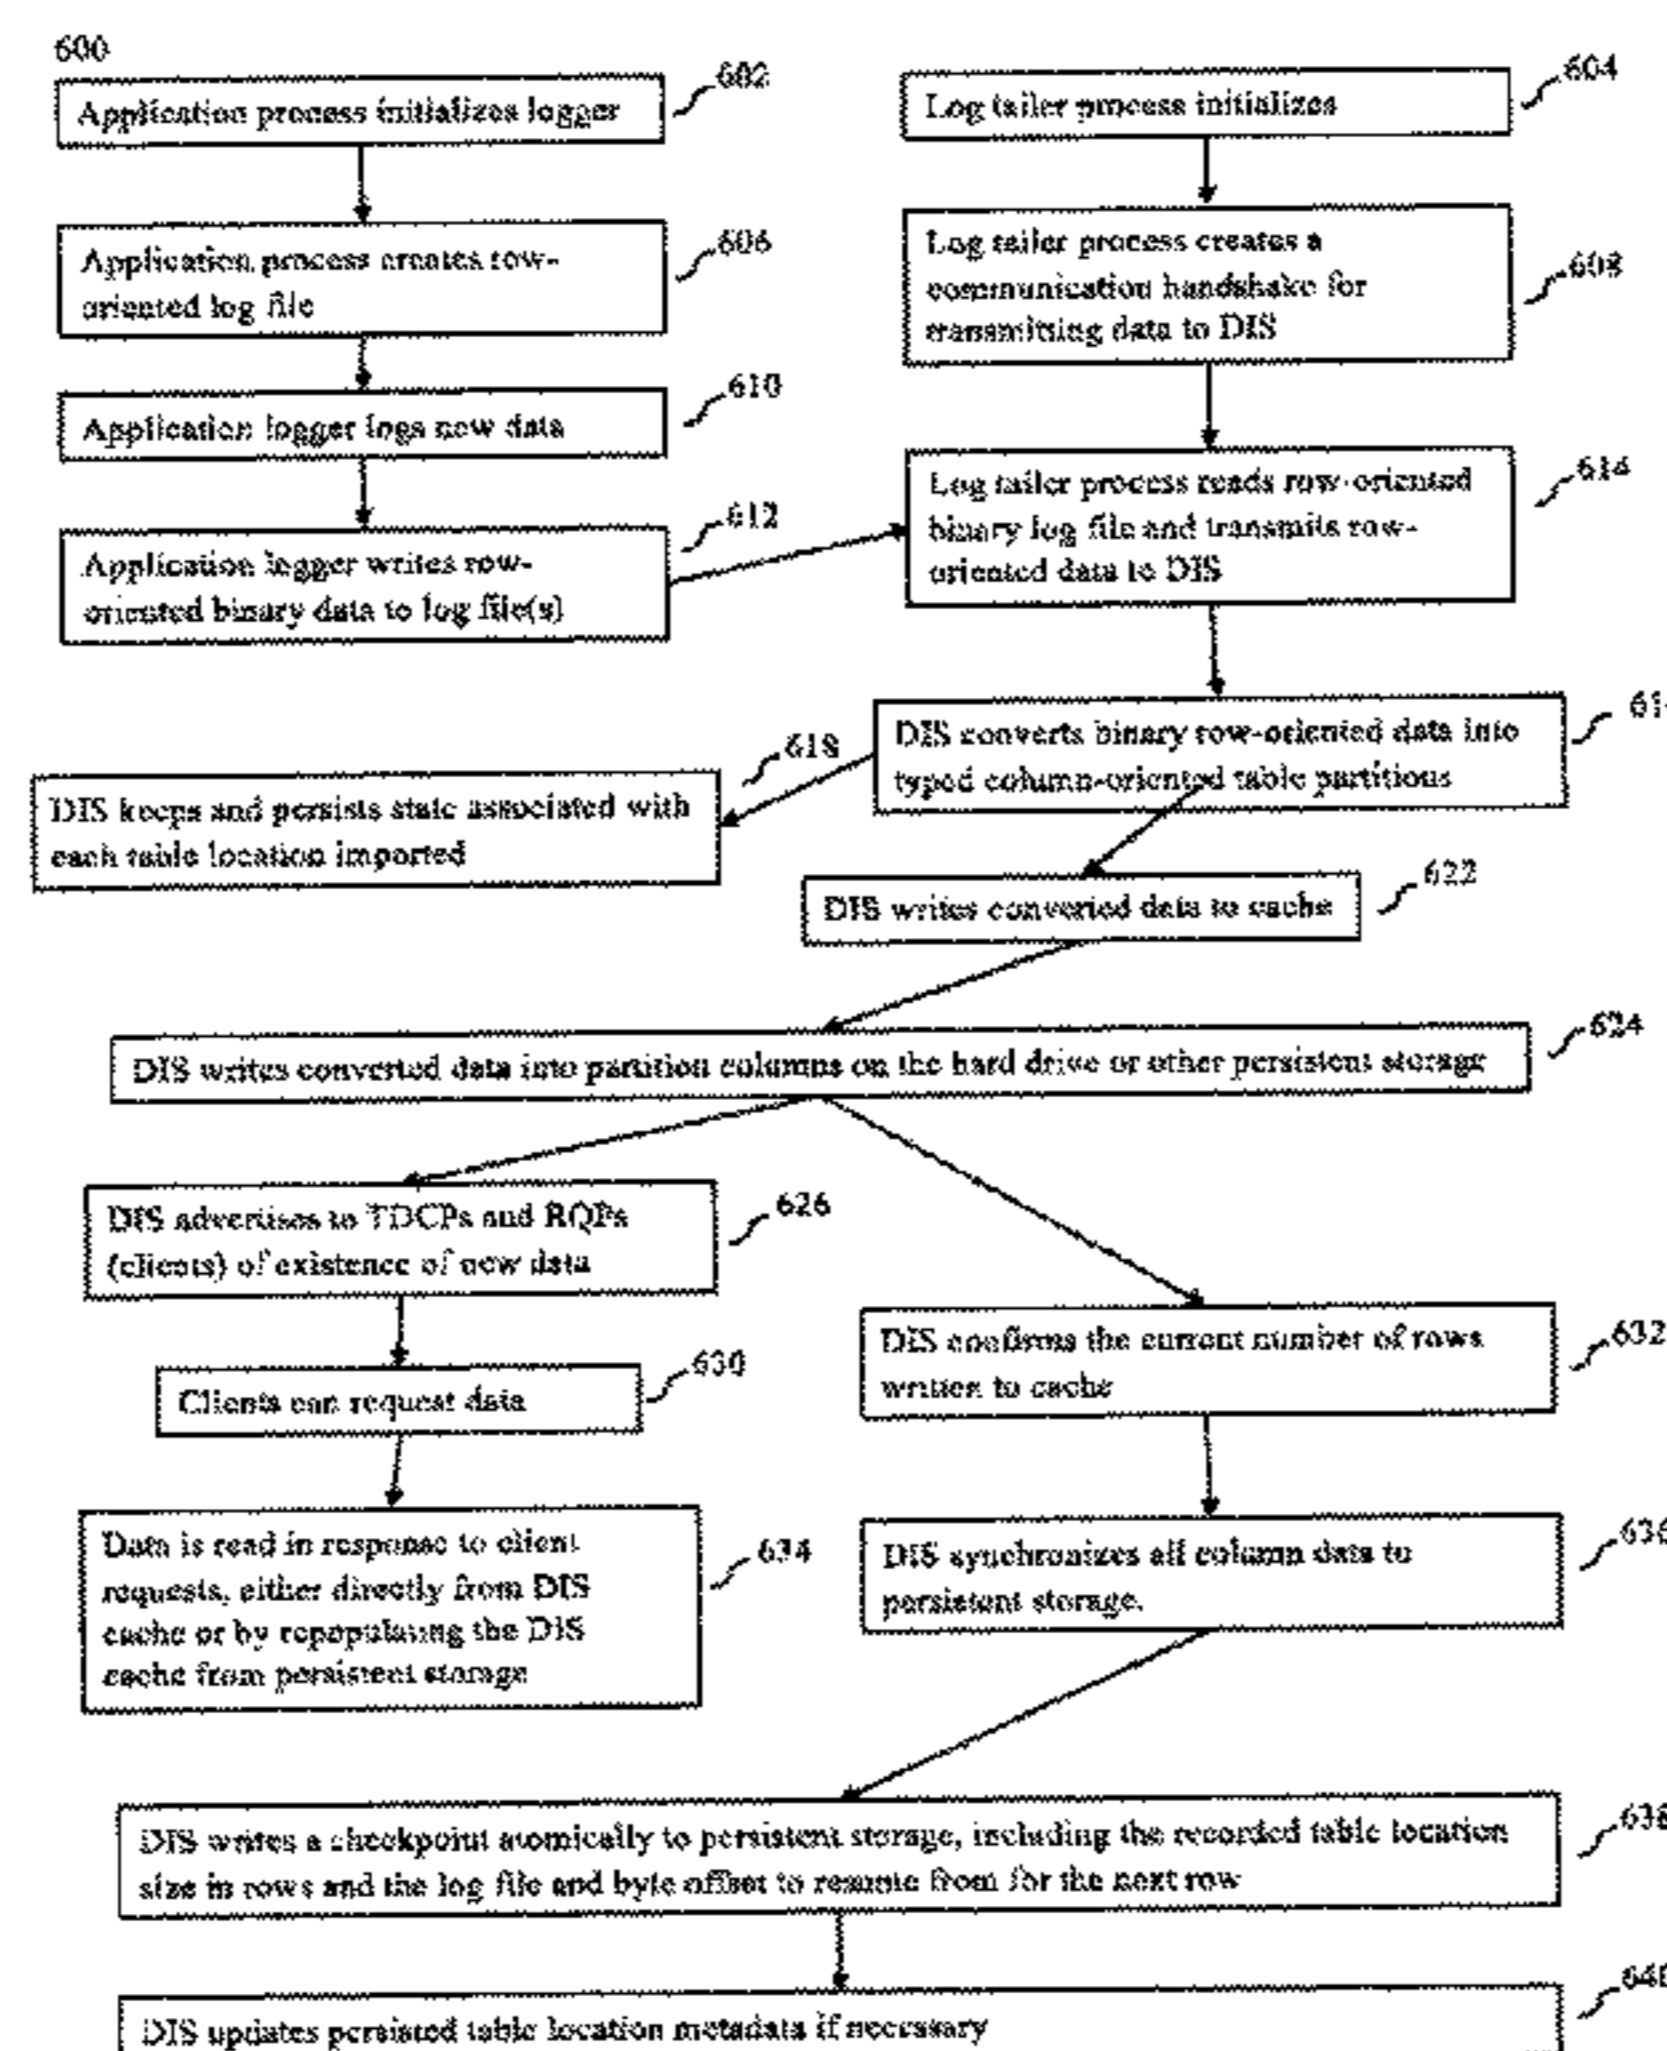 600
Application process initializes logger
602
Log tailer process initializes
604
Application process creates row-
oriented log file
606
Log tailer process creates a
communication handshake for
transmitting data to DIS
608
Application logger logs new data
610
Application logger writes row-
oriented binary data to log file(s)
612
Log tailer process reads row-oriented
binary log file and transmits row-
oriented data to DIS
614
DIS converts binary row-oriented data into
typed column-oriented table partitions
DIS keeps and persists state associated with
each table location imported
618
DIS writes converted data to cache
622
DIS writes converted data into partition columns on the hard drive or other persistent storage
624
DIS advertises to TDCPs and RQPs
(clients) of existence of new data
626
Clients can request data
630
DIS confirms the current number of rows
written to cache
632
Data is read in response to client
requests, either directly from DIS
cache or by repopulating the DIS
cache from persistent storage
634
DIS synchronizes all column data to
persistent storage.
636
DIS writes a checkpoint atomically to persistent storage, including the recorded table location
size in rows and the log file and byte offset to resume from for the next row
638
DIS updates persisted table location metadata if necessary
640